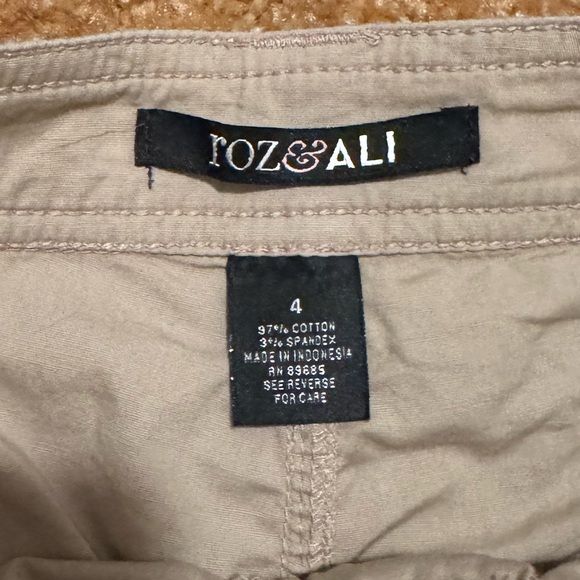 roz&ALI
4
97% COTTON
3% SPANDEX
MADE IN INDONESIA
RN 89685
SEE REVERSE
FOR CARE